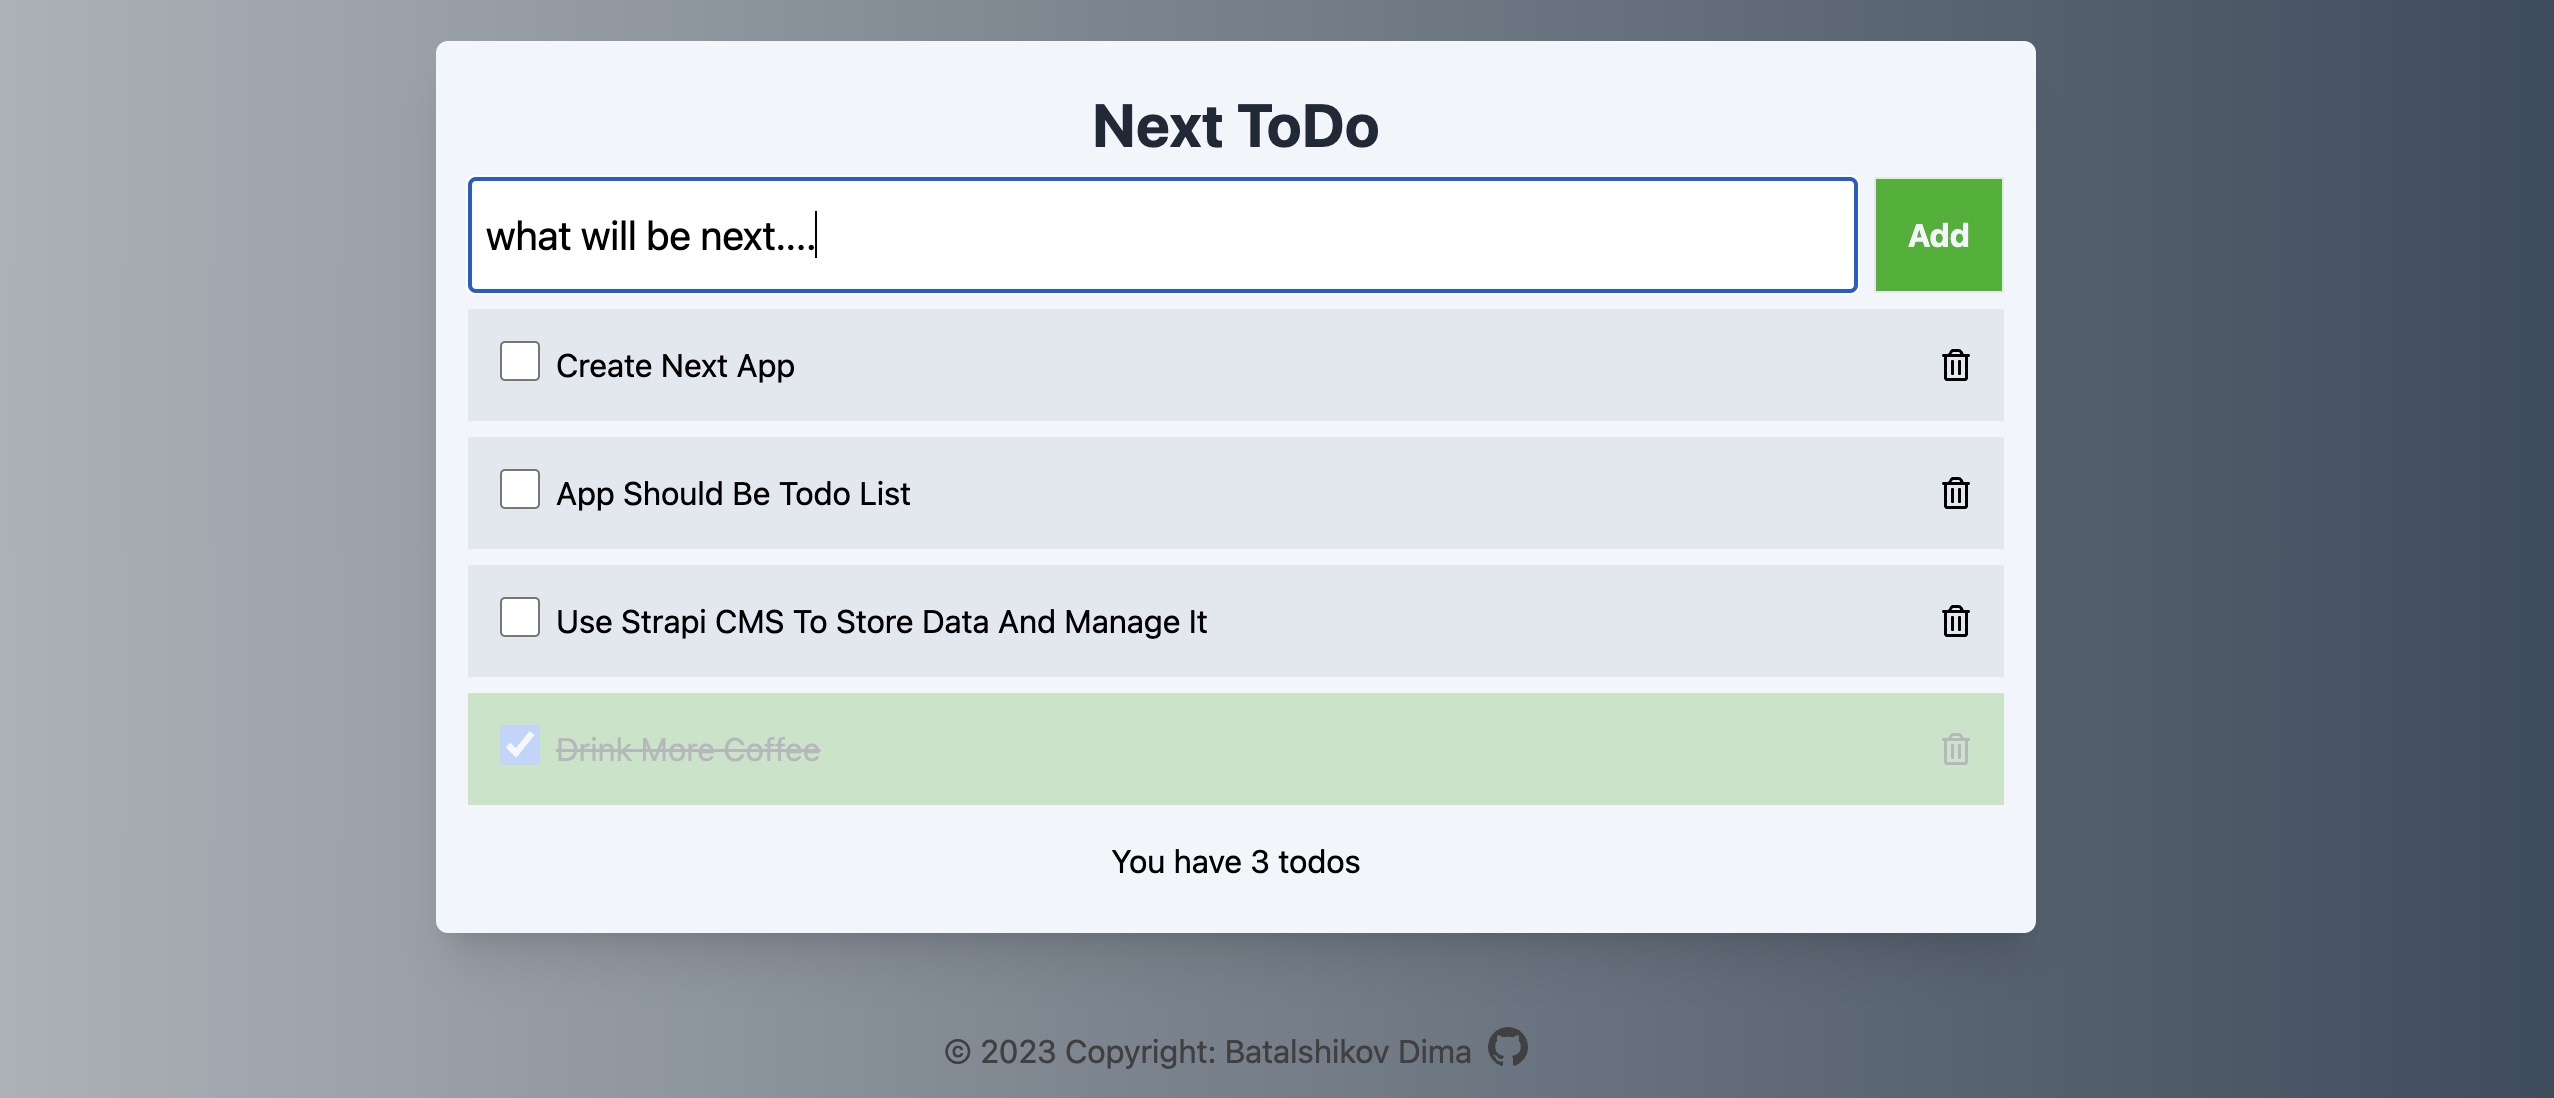 Next ToDo
what will be next....
Add
Create Next App
App Should Be Todo List
Use Strapi CMS To Store Data And Manage It
Drink More Coffee
You have 3 todos
© 2023 Copyright: Batalshikov Dima